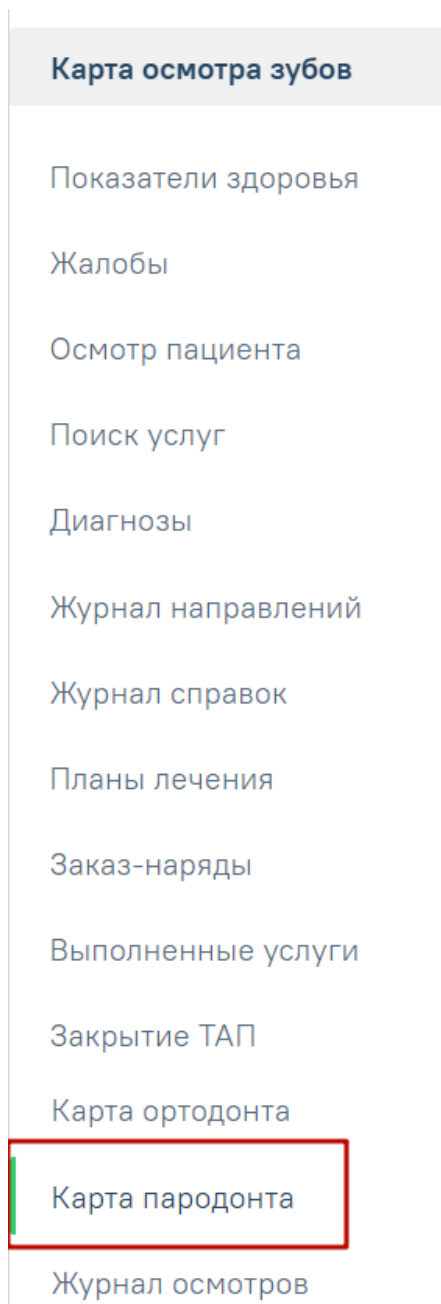 Карта осмотра зубов
Показатели здоровья
Жалобы
Осмотр пациента
Поиск услуг
Диагнозы
Журнал направлений
Журнал справок
Планы лечения
Заказ-наряды
Выполненные услуги
Закрытие ТАП
Карта ортодонта
Карта пародонта
Журнал осмотров